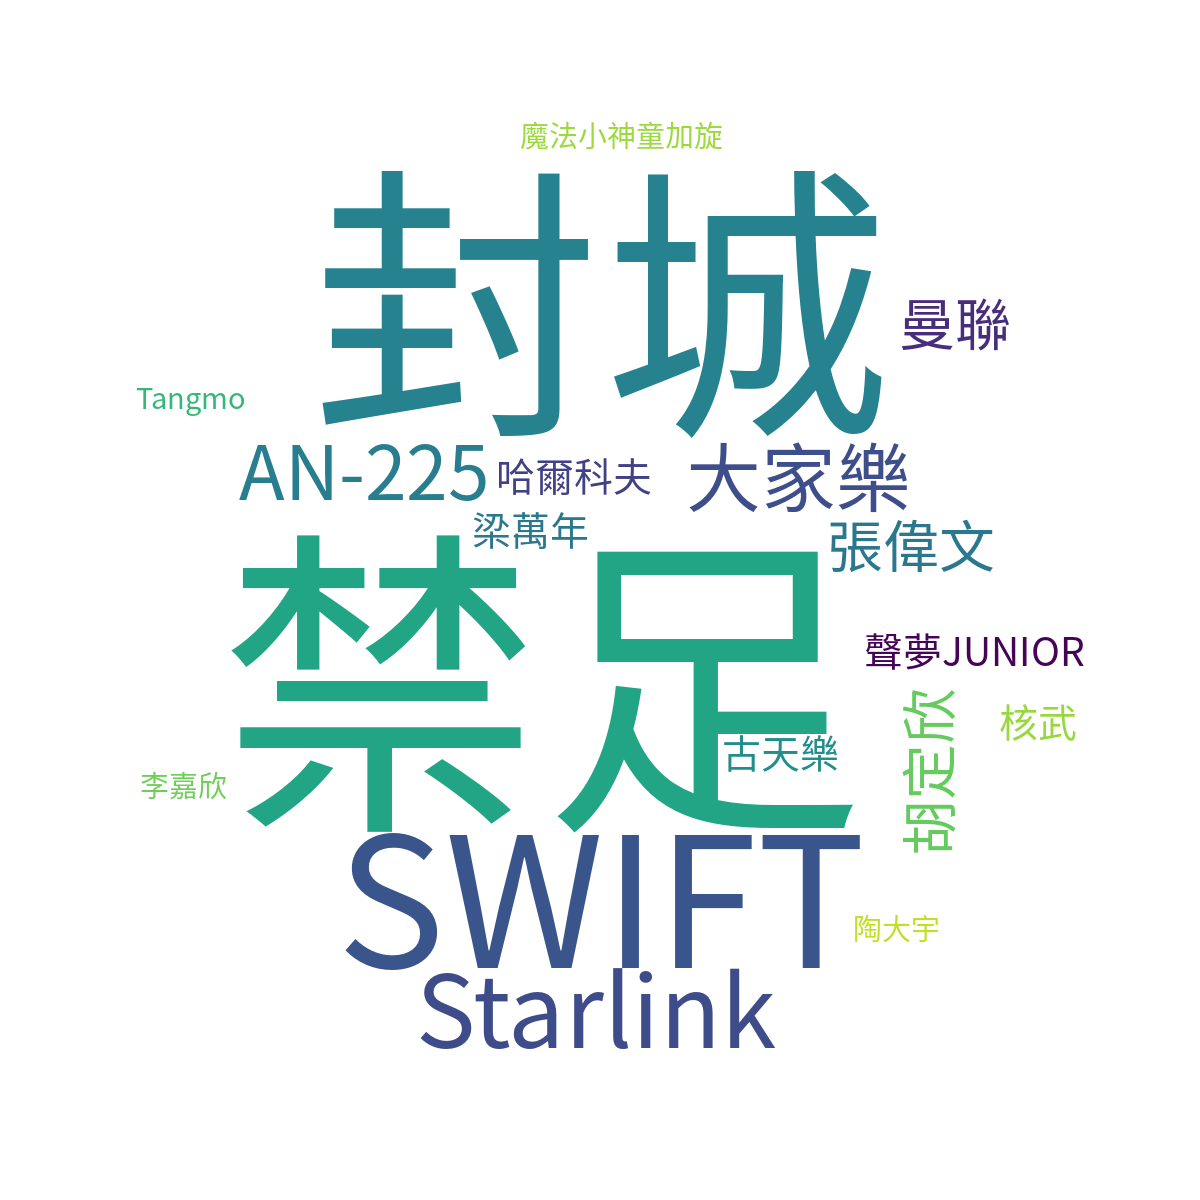 魔法小神童加旋
封城
曼聯
Tangmo
AN-225
哈爾科夫
大家樂
梁萬年
張偉文
禁足
聲夢JUNIOR
胡定欣
核武
古天樂
李嘉欣
SWIFT
陶大宇
Starlink